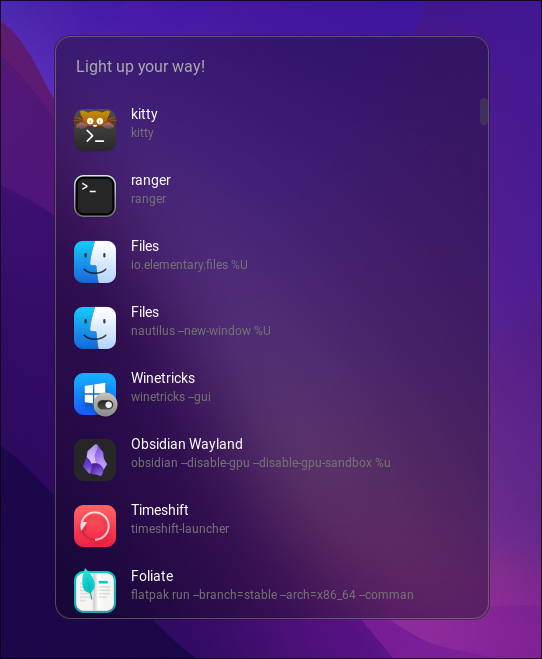 Light up your way!
kitty
kitty
>_
ranger
ranger
>_
Files
io.elementary.files %U
Files
nautilus --new-window %U
Winetricks
winetricks --gui
Obsidian Wayland
obsidian --disable-gpu --disable-gpu-sandbox %u
Timeshift
timeshift-launcher
Foliate
flatpak run --branch=stable --arch=x86_64 --comman